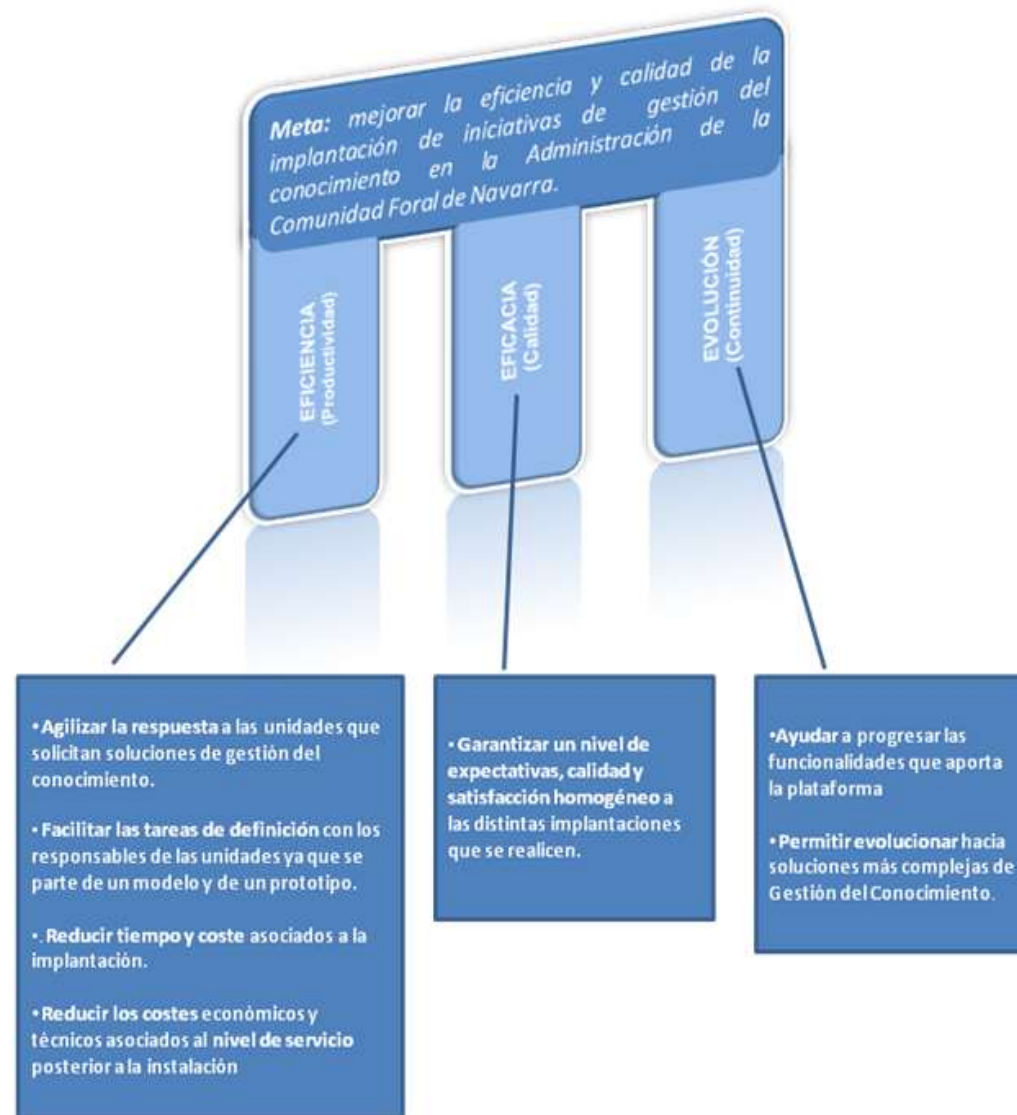 Meta: mejorar la eficiencia y calidad de la
implantación de iniciativas de gestión del
conocimiento en la Administración de la
Comunidad Foral de Navarra.
EFICIENCIA
(Productividad)
EFICACIA
(Calidad)
EVOLUCIÓN
(Continuidad)
• Agilizar la respuesta a las unidades que
solicitan soluciones de gestión del
conocimiento.
• Facilitar las tareas de definición con los
responsables de las unidades ya que se
parte de un modelo y de un prototipo.
• . Reducir tiempo y coste asociados a la
implantación.
• Reducir los costes económicos y
técnicos asociados al nivel de servicio
posterior a la instalación
• Garantizar un nivel de
expectativas, calidad y
satisfacción homogéneo a
las distintas implantaciones
que se realicen.
•Ayudar a progresar las
funcionalidades que aporta
la plataforma
• Permitir evolucionar hacia
soluciones más complejas de
Gestión del Conocimiento.